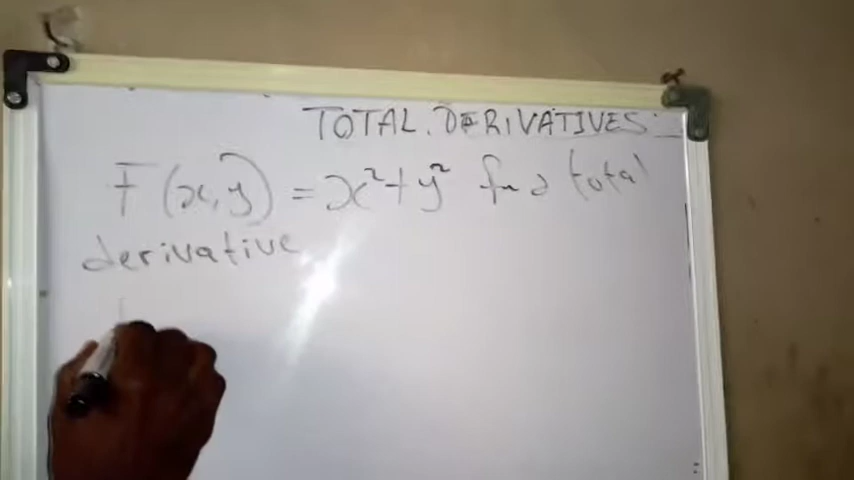 TOTAL DERIVATIVES
F(x,y) = x²+y² find total
derivative